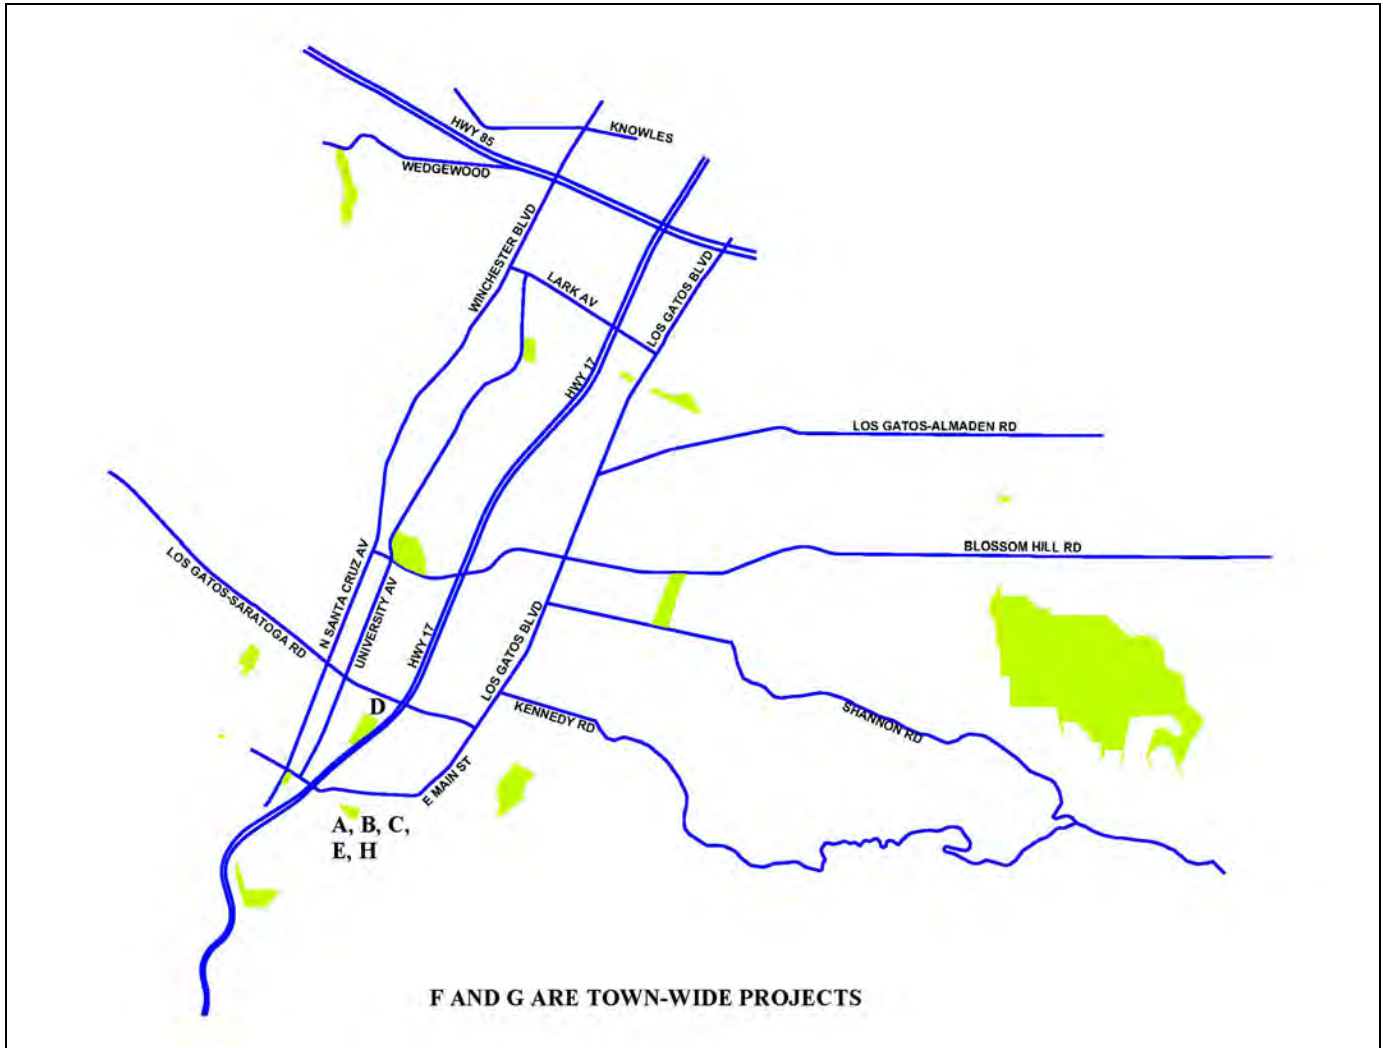 KNOWLES
HWY 85
WEDGEWOOD
WINCHESTER BLVD
LARK AV
LOS GATOS BLVD
HWY 17
LOS GATOS-ALMADEN RD
BLOSSOM HILL RD
LOS GATOS-SARATOGA RD
N SANTA CRUZ AV
UNIVERSITY AV
HWY 17
LOS GATOS BLVD
D
KENNEDY RD
SHANNON RD
E MAIN ST
A, B, C,
E, H
F AND G ARE TOWN-WIDE PROJECTS